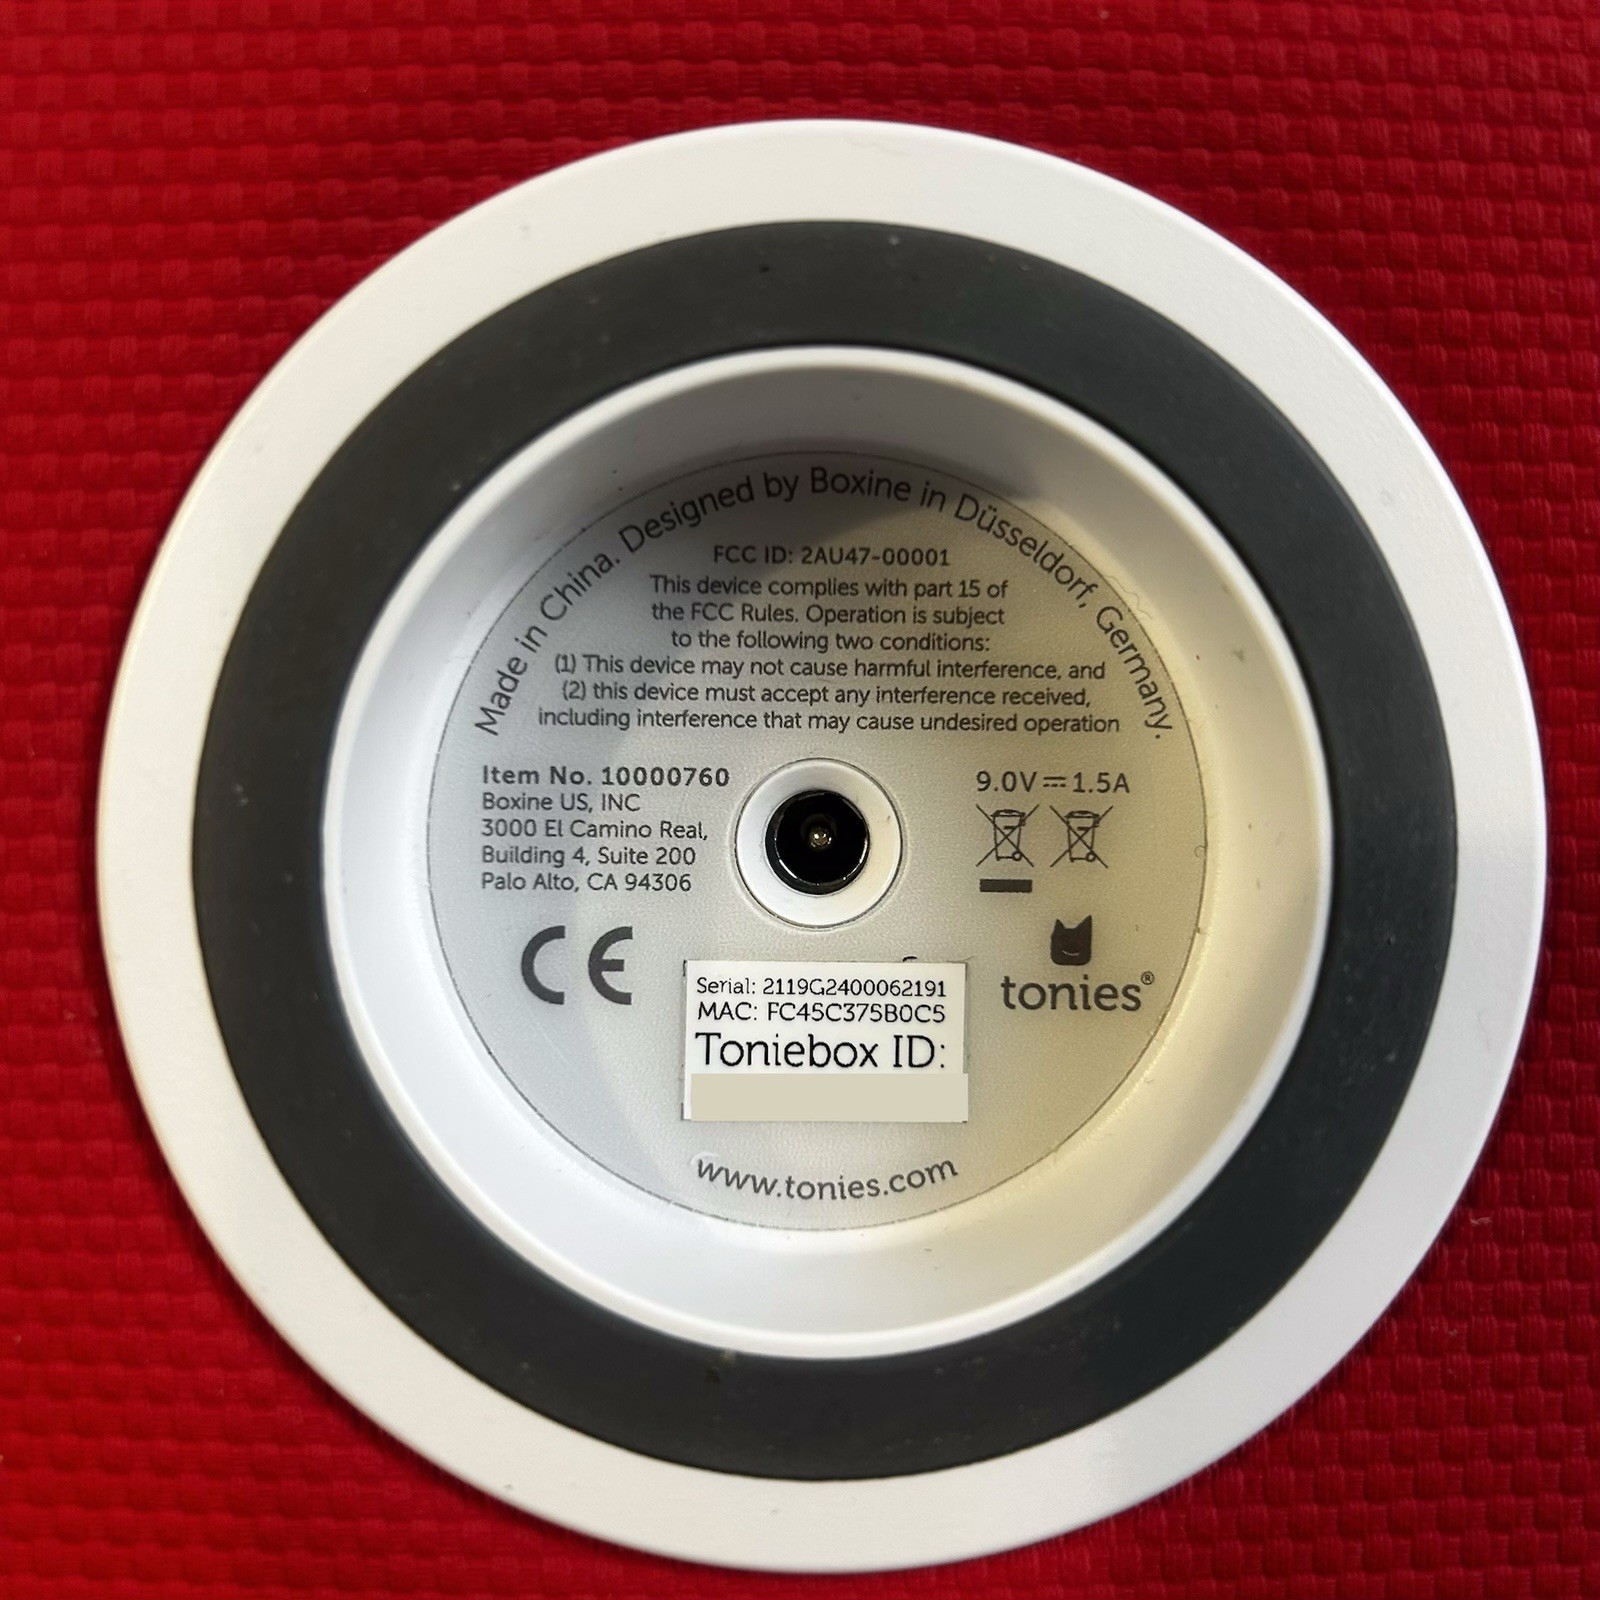 Made in China. Designed by Boxine in Düsseldorf, Germany.
FCC ID: 2AU47-00001
This device complies with part 15 of
the FCC Rules. Operation is subject
to the following two conditions:
(1) This device may not cause harmful interference, and
(2) this device must accept any interference received,
including interference that may cause undesired operation
Item No. 10000760
Boxine US, INC
3000 El Camino Real,
Building 4, Suite 200
Palo Alto, CA 94306
9.0V⎓1.5A
CE
tonies®
Serial: 2119G2400062191
MAC: FC45C375B0C5
Toniebox ID:
www.tonies.com